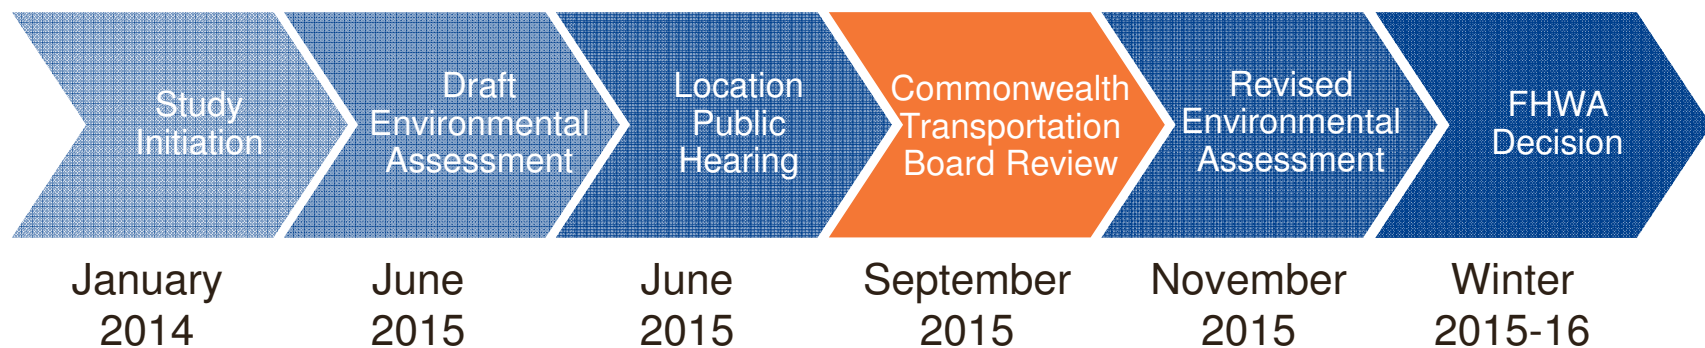 Study
Initiation
Draft
Environmental
Assessment
Location
Public
Hearing
Commonwealth
Transportation
Board Review
Revised
Environmental
Assessment
FHWA
Decision
January
2014
June
2015
June
2015
September
2015
November
2015
Winter
2015-16